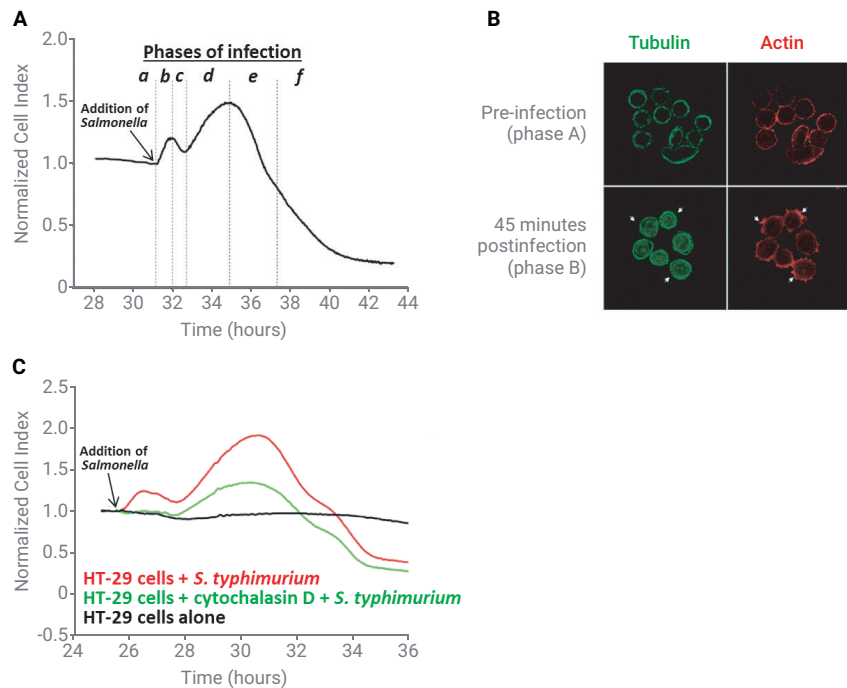 A
Normalized Cell Index
2.0
1.5
1.0
0.5
0
Phases of infection
a b c d e f
Addition of
Salmonella
28 30 32 34 36 38 40 42 44
Time (hours)
B
Tubulin Actin
Pre-infection
(phase A)
45 minutes
postinfection
(phase B)
C
Normalized Cell Index
2.5
2.0
1.5
1.0
0.5
0
-0.5
Addition of
Salmonella
HT-29 cells + S. typhimurium
HT-29 cells + cytochalasin D + S. typhimurium
HT-29 cells alone
24 26 28 30 32 34 36
Time (hours)